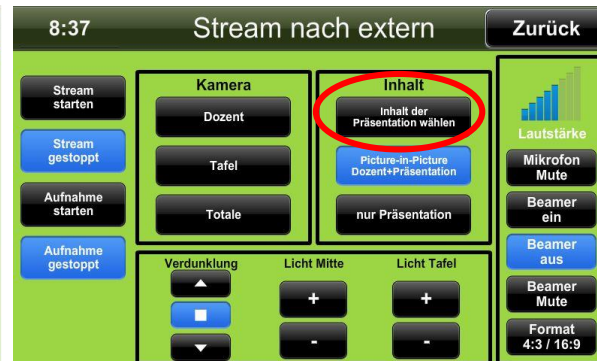 8:37
Stream nach extern
Zurück
Stream
starten
Stream
gestoppt
Aufnahme
starten
Aufnahme
gestoppt
Kamera
Dozent
Tafel
Totale
Inhalt
Inhalt der
Präsentation wählen
Picture-in-Picture
Dozent+Präsentation
nur Präsentation
Verdunklung
Licht Mitte
+
-
Licht Tafel
+
-
Lautstärke
Mikrofon
Mute
Beamer
ein
Beamer
aus
Beamer
Mute
Format
4:3 / 16:9